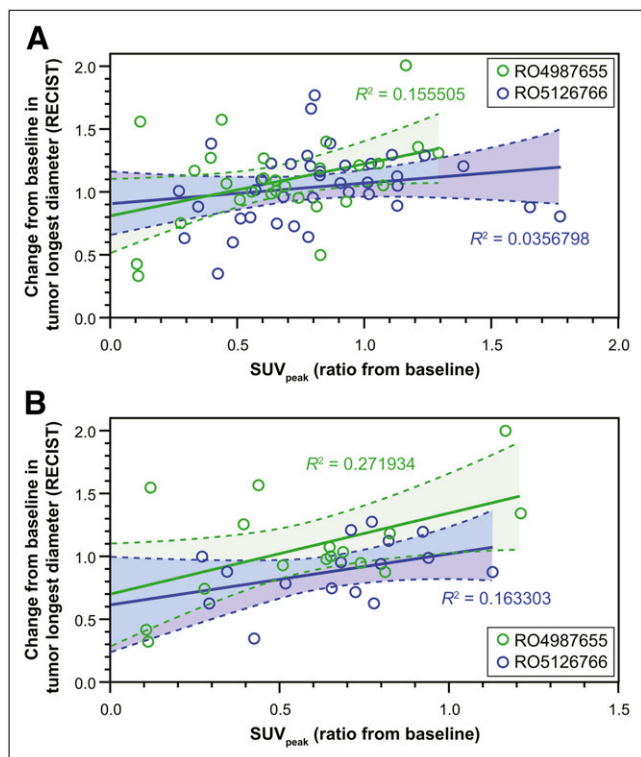 A
Change from baseline in
tumor longest diameter (RECIST)
2.0
1.5
1.0
0.5
0.0
RO4987655
RO5126766
R² = 0.155505
R² = 0.0356798
0.0 0.5 1.0 1.5 2.0
SUVpeak (ratio from baseline)
B
Change from baseline in
tumor longest diameter (RECIST)
2.0
1.5
1.0
0.5
0.0
R² = 0.271934
R² = 0.163303
RO4987655
RO5126766
0.0 0.5 1.0 1.5
SUVpeak (ratio from baseline)